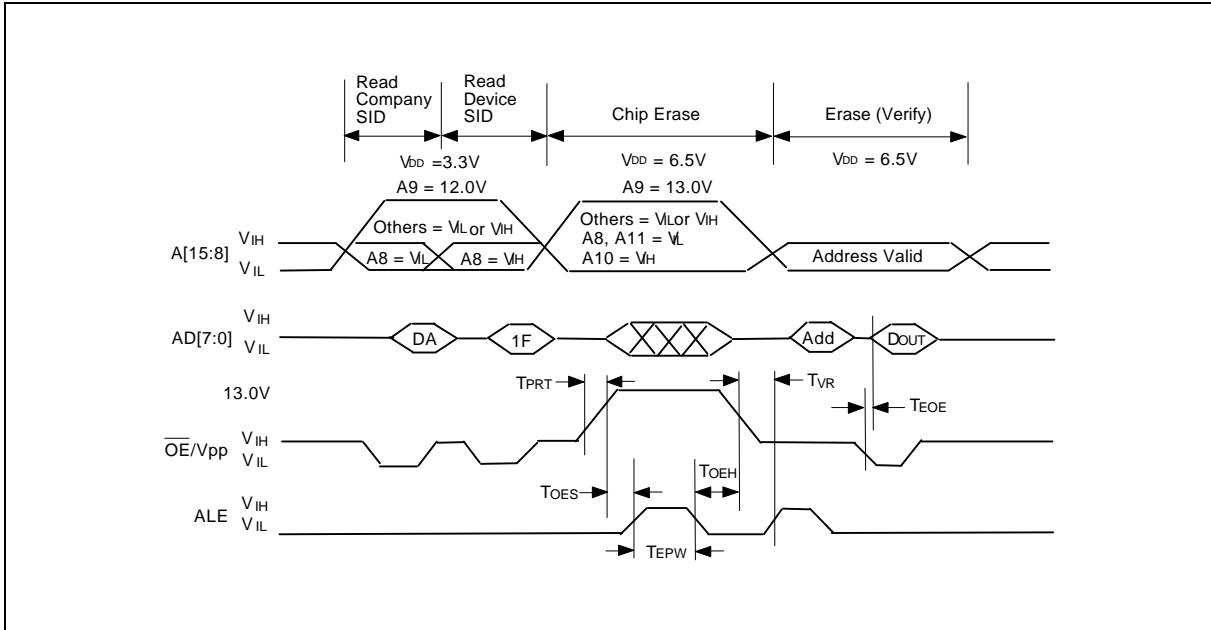 Read Company SID
Read Device SID
Chip Erase
Erase (Verify)
VDD =3.3V
VDD = 6.5V
VDD = 6.5V
A9 = 12.0V
A9 = 13.0V
Others = VIL or VIH
Others = VIL or VIH
A8, A11 = VIL
A10 = VIH
A[15:8]
VIH
VIL
A8 = VIL
A8 = VIH
Address Valid
AD[7:0]
VIH
VIL
DA
1F
Add
DOUT
13.0V
TPRT
TVR
TEOE
OE/Vpp
VIH
VIL
TOES
TOEH
ALE
VIH
VIL
TEPW